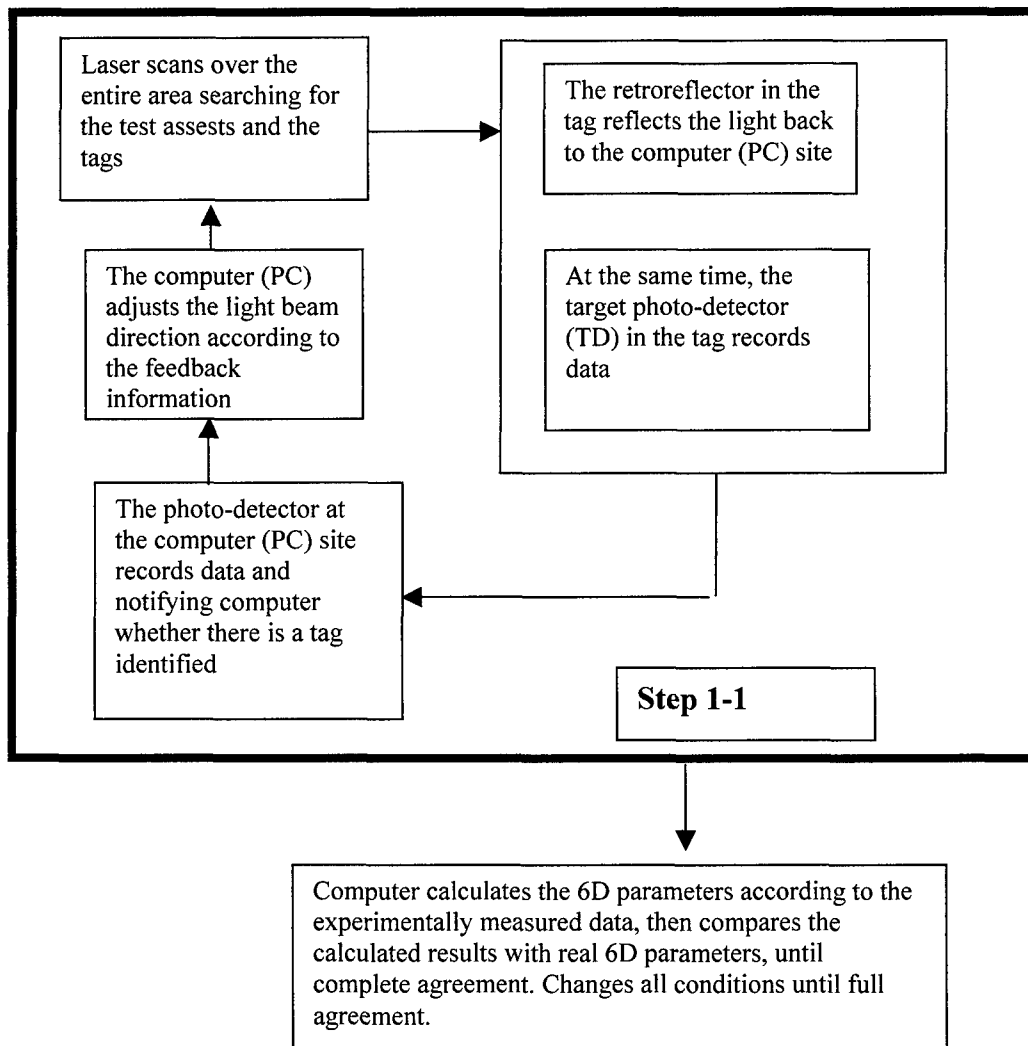 Laser scans over the
entire area searching for
the test assests and the
tags
The retroreflector in the
tag reflects the light back
to the computer (PC) site
At the same time, the
target photo-detector
(TD) in the tag records
data
The computer (PC)
adjusts the light beam
direction according to
the feedback
information
The photo-detector at
the computer (PC) site
records data and
notifying computer
whether there is a tag
identified
Step 1-1
Computer calculates the 6D parameters according to the
experimentally measured data, then compares the
calculated results with real 6D parameters, until
complete agreement. Changes all conditions until full
agreement.